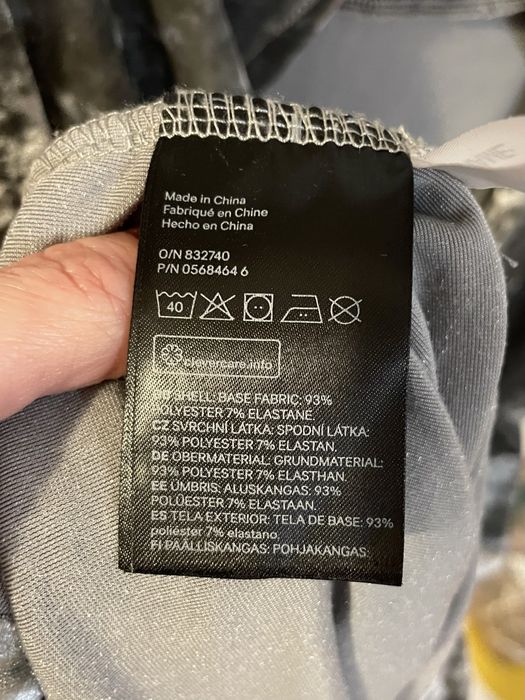 Made in China
Fabriqué en Chine
Hecho en China
O/N 832740
P/N 0568464 6
40
clevercare.info
SHELL: BASE FABRIC: 93%
POLYESTER 7% ELASTANE.
CZ SVRCHNÍ LÁTKA: SPODNÍ LÁTKA:
93% POLYESTER 7% ELASTAN.
DE OBERMATERIAL: GRUNDMATERIAL:
93% POLYESTER 7% ELASTHAN.
EE ÜMBRIS: ALUSKANGAS: 93%
POLÜESTER 7% ELASTAAN.
ES TELA EXTERIOR: TELA DE BASE: 93%
poliéster 7% elastano.
FI PÄÄLLISKANGAS: POHJAKANGAS: